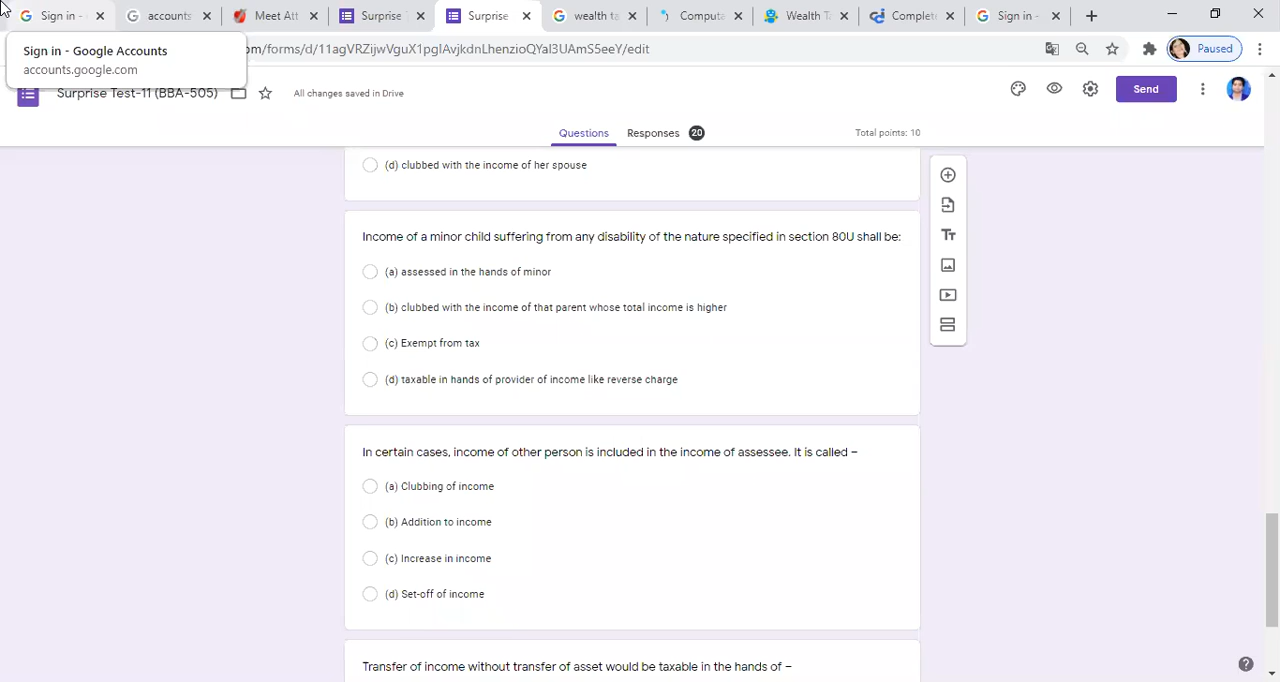 Sign in -
accounts
Meet Att
Surprise
Surprise
wealth ta
Computa
Wealth Ta
Complete
Sign in -
Sign in - Google Accounts
accounts.google.com
om/forms/d/11agVRZijwVguX1pgIAvjkdnLhenzioQYaI3UAmS5eeY/edit
Paused
Surprise Test-11 (BBA-505)
All changes saved in Drive
Send
Questions
Responses 20
Total points: 10
(d) clubbed with the income of her spouse
Income of a minor child suffering from any disability of the nature specified in section 80U shall be:
(a) assessed in the hands of minor
(b) clubbed with the income of that parent whose total income is higher
(c) Exempt from tax
(d) taxable in hands of provider of income like reverse charge
In certain cases, income of other person is included in the income of assessee. It is called –
(a) Clubbing of income
(b) Addition to income
(c) Increase in income
(d) Set-off of income
Transfer of income without transfer of asset would be taxable in the hands of –